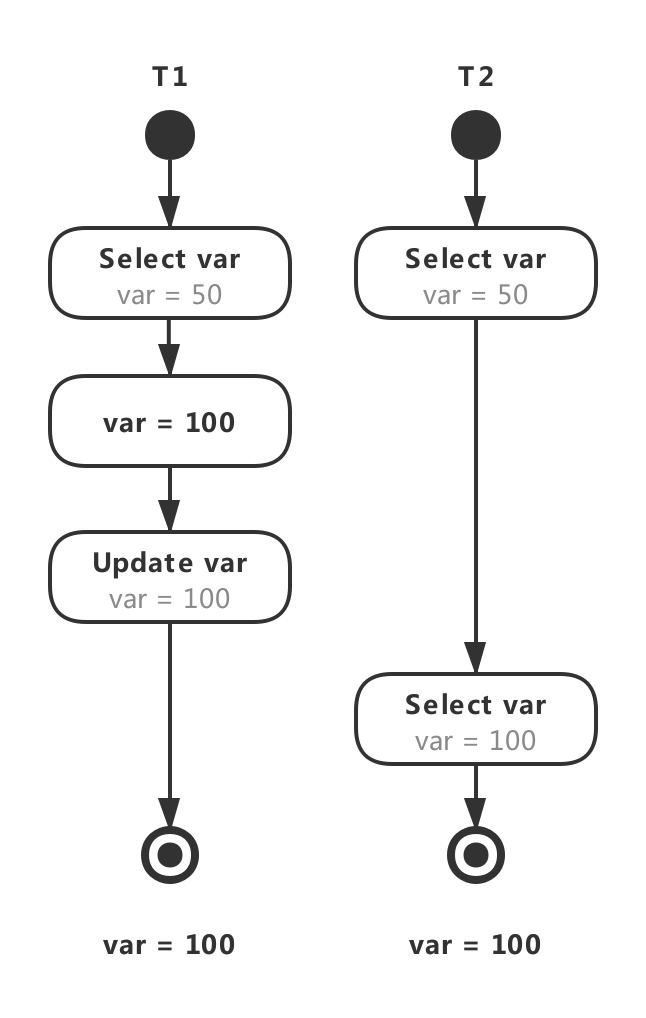 T1
T2
Select var
var = 50
Select var
var = 50
var = 100
Update var
var = 100
Select var
var = 100
var = 100
var = 100